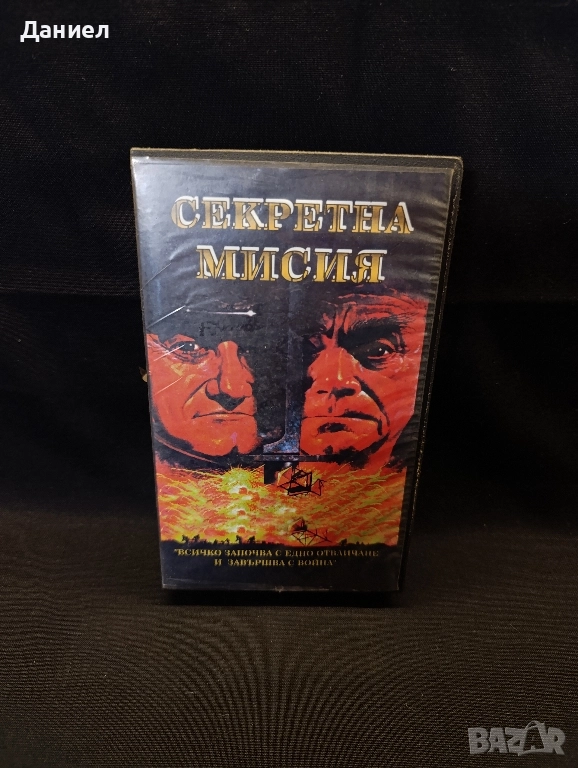 Даниел
СЕКРЕТНА
МИСИЯ
"ВСИЧКО ЗАПОЧВА С ЕДНО ОТВЛИЧАНЕ
И ЗАВЪРШВА С ВОЙНА"
BAZAR